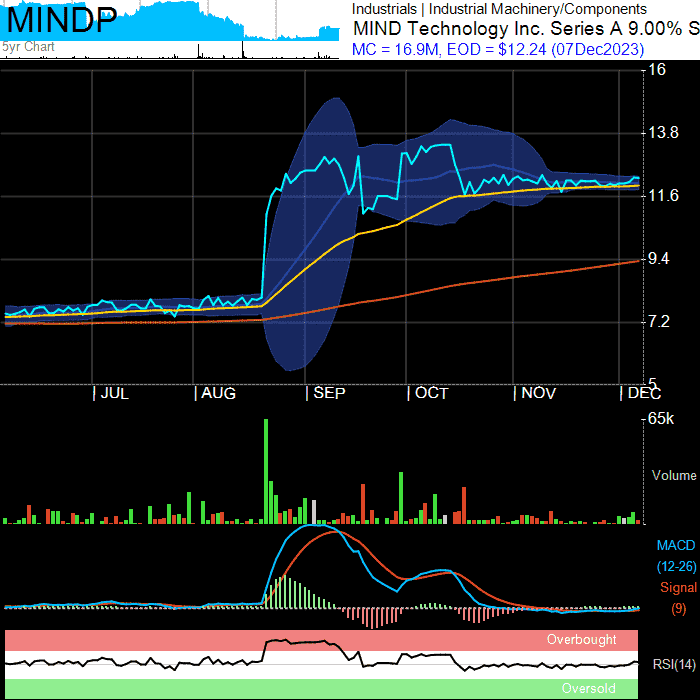 MINDP
5yr Chart
Industrials | Industrial Machinery/Components
MIND Technology Inc. Series A 9.00% S
MC = 16.9M, EOD = $12.24 (07Dec2023)
16
13.8
11.6
9.4
7.2
5
JUL
AUG
SEP
OCT
NOV
DEC
65k
Volume
MACD
(12-26)
Signal
(9)
Overbought
RSI(14)
Oversold